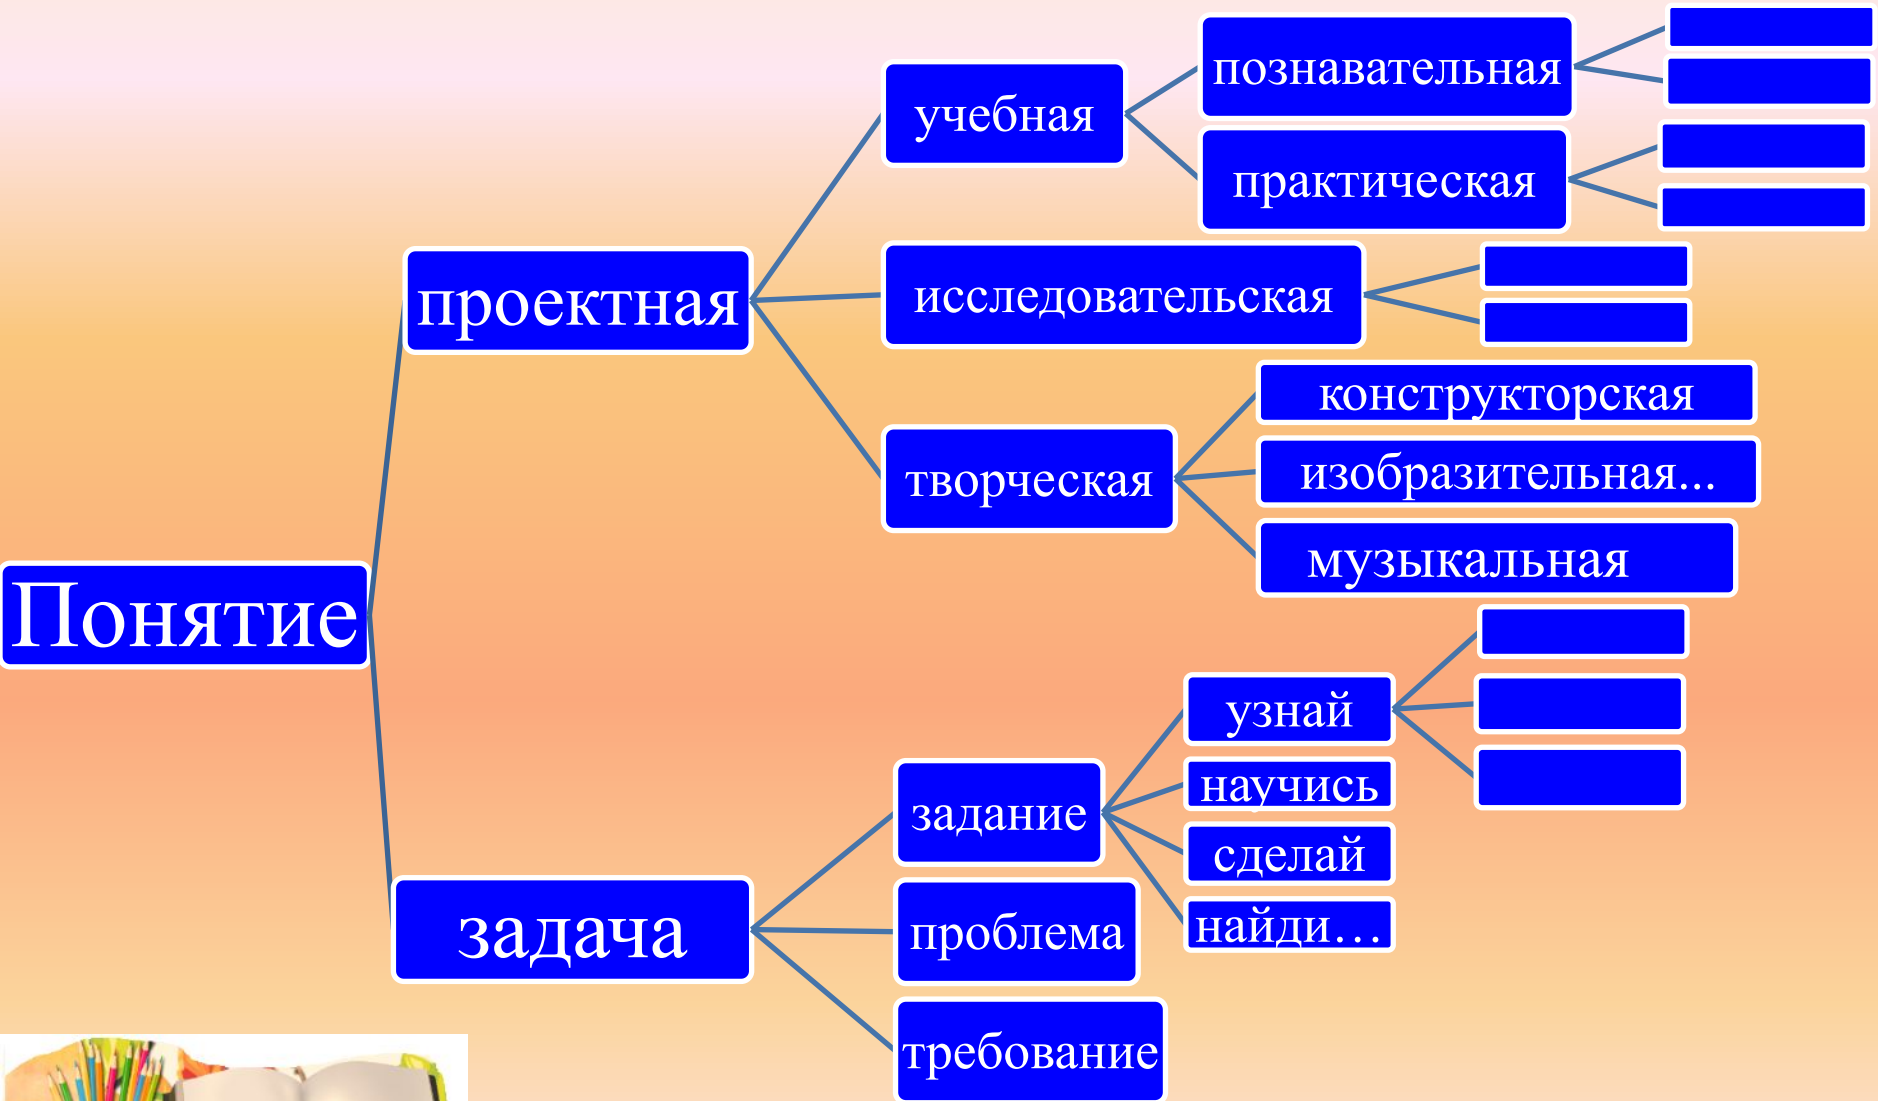 Понятие
проектная
учебная
познавательная
практическая
исследовательская
творческая
конструкторская
изобразительная...
музыкальная
задача
задание
узнай
научись
сделай
найди...
проблема
требование